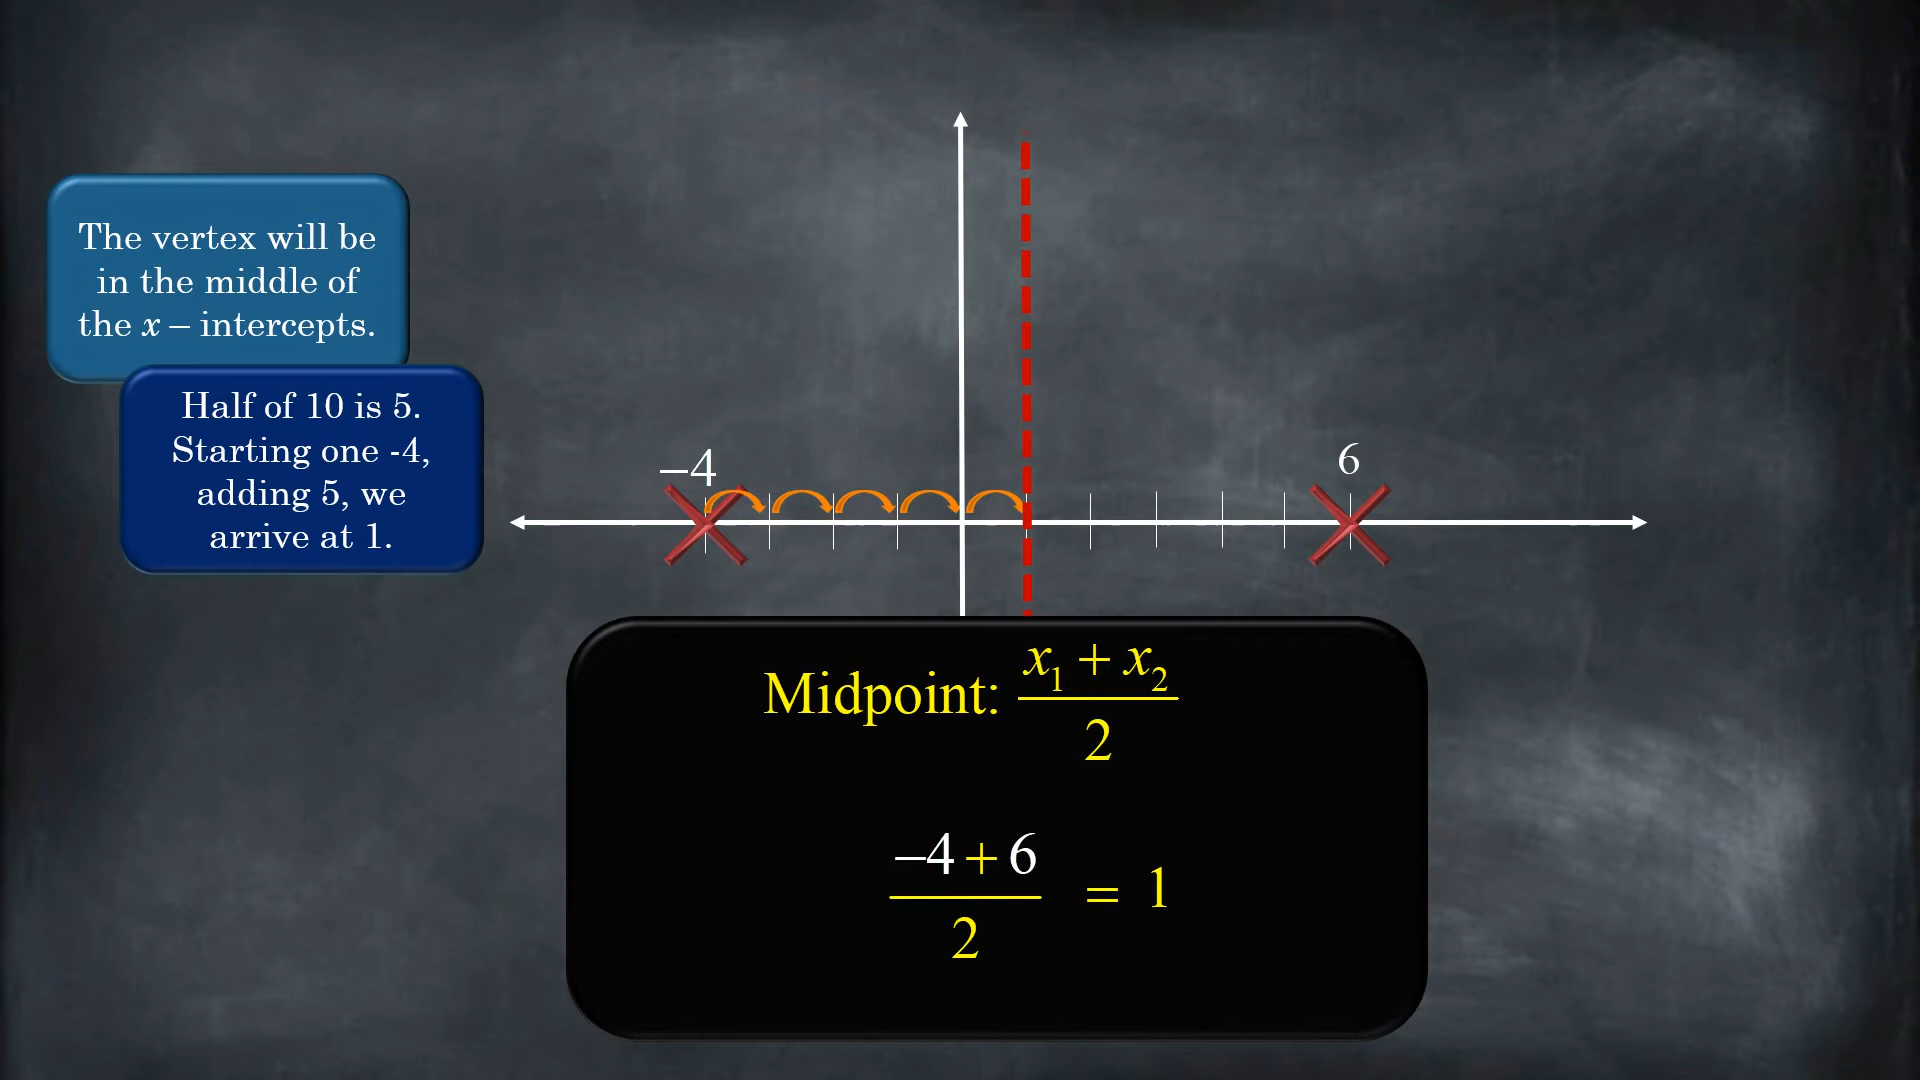 The vertex will be
in the middle of
the x – intercepts.
Half of 10 is 5.
Starting one -4,
adding 5, we
arrive at 1.
−4
6
Midpoint: x₁ + x₂
2
−4 + 6
= 1
2